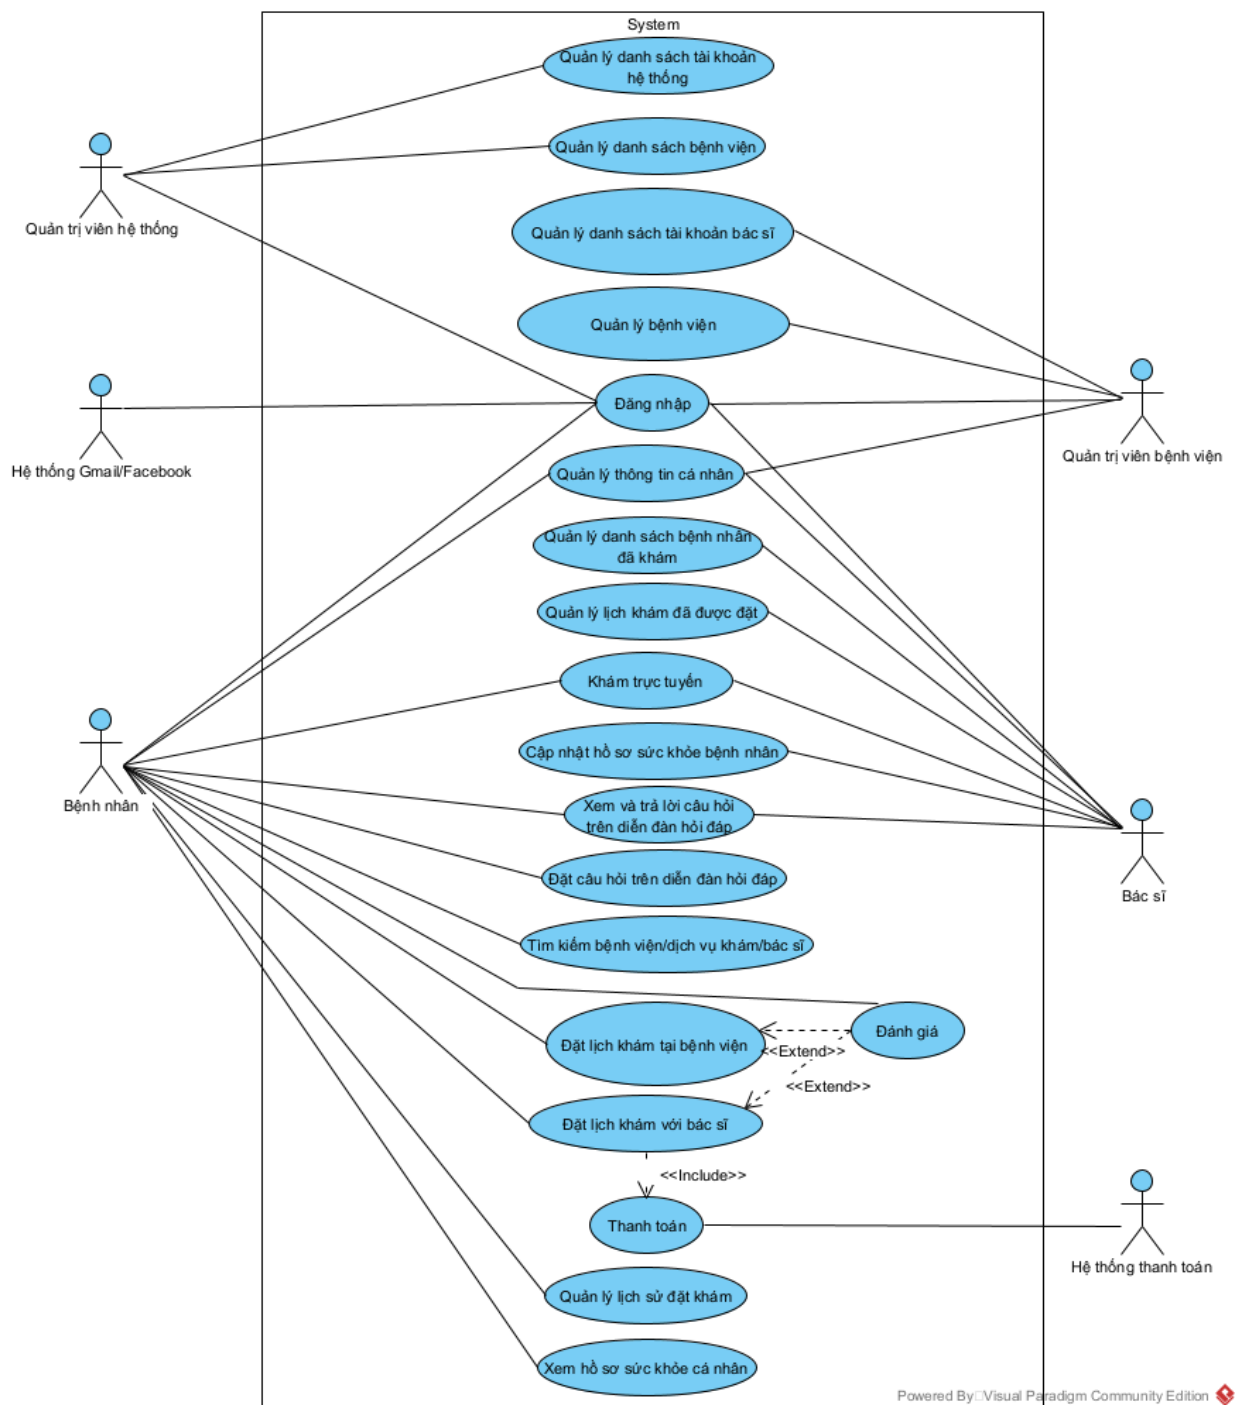 System
Quản lý danh sách tài khoản
hệ thống
Quản lý danh sách bệnh viện
Quản trị viên hệ thống
Quản lý danh sách tài khoản bác sĩ
Quản lý bệnh viện
Đăng nhập
Hệ thống Gmail/Facebook
Quản trị viên bệnh viện
Quản lý thông tin cá nhân
Quản lý danh sách bệnh nhân
đã khám
Quản lý lịch khám đã được đặt
Khám trực tuyến
Cập nhật hồ sơ sức khỏe bệnh nhân
Bệnh nhân
Xem và trả lời câu hỏi
trên diễn đàn hỏi đáp
Đặt câu hỏi trên diễn đàn hỏi đáp
Bác sĩ
Tìm kiếm bệnh viện/dịch vụ khám/bác sĩ
Đánh giá
Đặt lịch khám tại bệnh viện
<<Extend>>
<<Extend>>
Đặt lịch khám với bác sĩ
<<Include>>
Thanh toán
Hệ thống thanh toán
Quản lý lịch sử đặt khám
Xem hồ sơ sức khỏe cá nhân
Powered By Visual Paradigm Community Edition